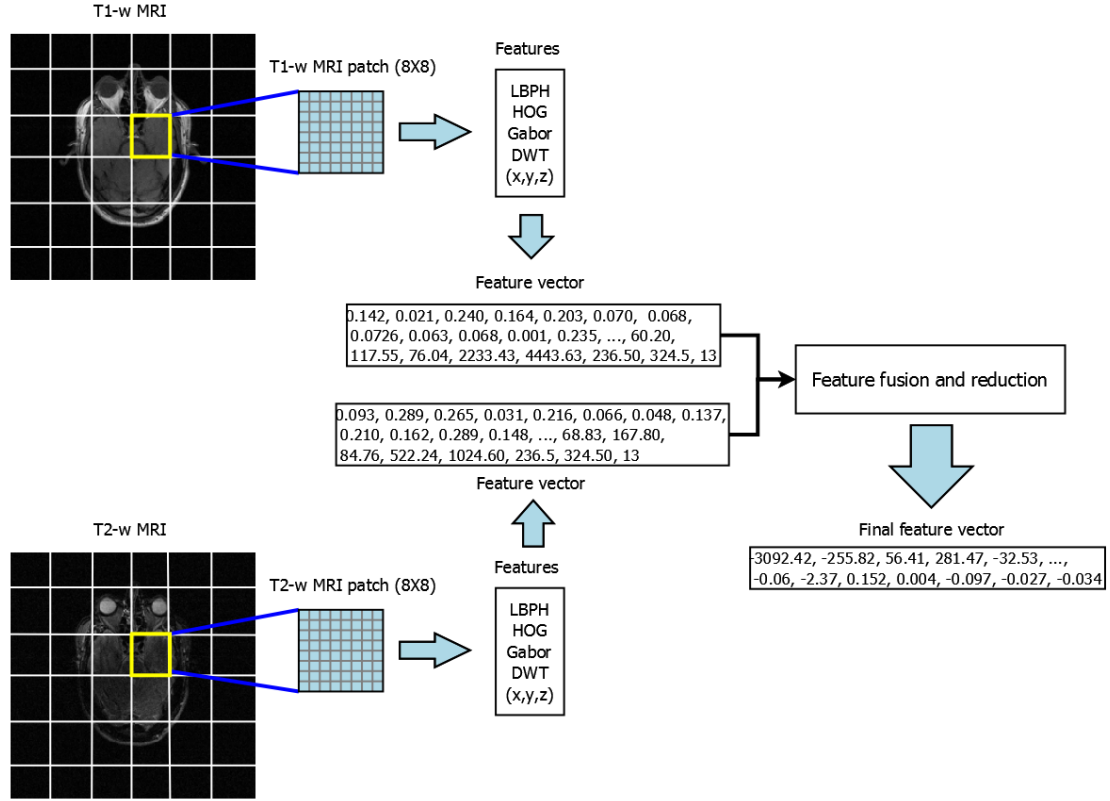 T1-w MRI
T1-w MRI patch (8X8)
Features
LBPH
HOG
Gabor
DWT
(x,y,z)
Feature vector
0.142, 0.021, 0.240, 0.164, 0.203, 0.070, 0.068,
0.0726, 0.063, 0.068, 0.001, 0.235, ..., 60.20,
117.55, 76.04, 2233.43, 4443.63, 236.50, 324.5, 13
Feature fusion and reduction
0.093, 0.289, 0.265, 0.031, 0.216, 0.066, 0.048, 0.137,
0.210, 0.162, 0.289, 0.148, ..., 68.83, 167.80,
84.76, 522.24, 1024.60, 236.5, 324.50, 13
Feature vector
T2-w MRI
T2-w MRI patch (8X8)
Features
LBPH
HOG
Gabor
DWT
(x,y,z)
Final feature vector
-3092.42, -255.82, 56.41, 281.47, -32.53, ...,
-0.06, -2.37, 0.152, 0.004, -0.097, -0.027, -0.034